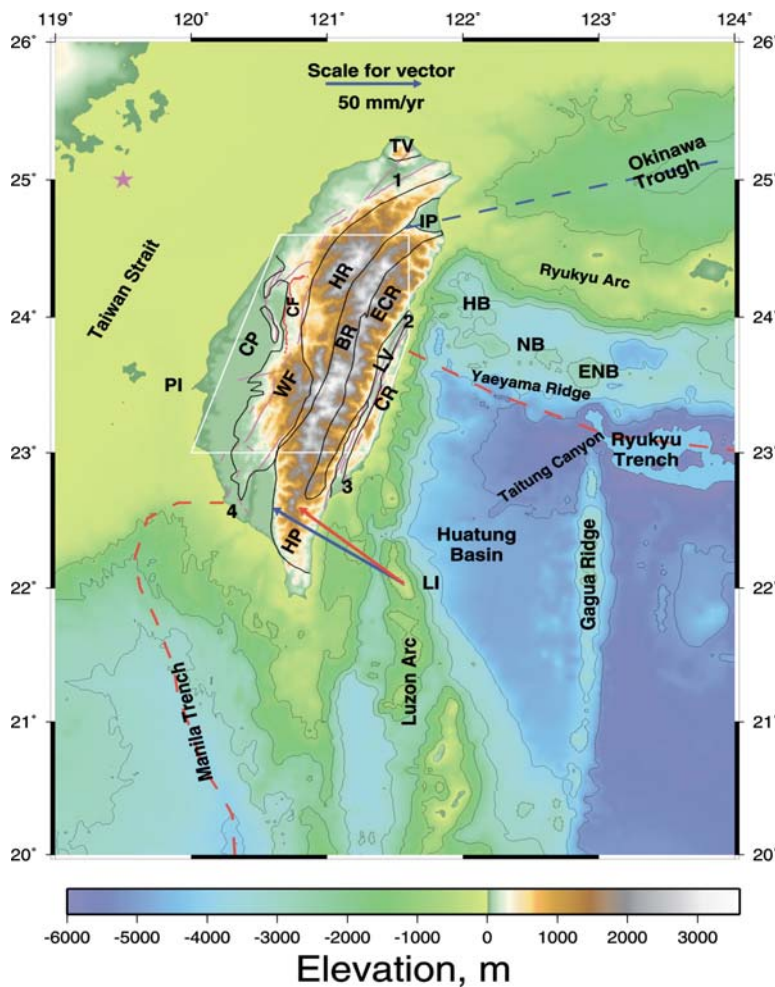 119° 120° 121° 122° 123° 124°
26° 26°
Scale for vector
50 mm/yr
TV
Okinawa
Trough
25° 25°
1
IP
Taiwan Strait
HR
Ryukyu Arc
ECR
HB
CF
24° 24°
2
CP
BR
NB
LV
ENB
PI
WF
CR
Yaeyama Ridge
Ryukyu
Trench
23° 23°
Taitung Canyon
3
4
HP
Huatung
Basin
LI
22° 22°
Gagua Ridge
Luzon Arc
Manila Trench
21° 21°
20° 20°
-6000 -5000 -4000 -3000 -2000 -1000 0 1000 2000 3000
Elevation, m